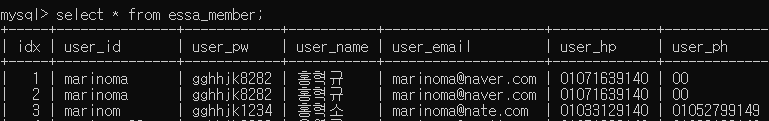 mysql> select * from essa_member;
| idx | user_id | user_pw | user_name | user_email | user_hp | user_ph
| 1 | marinoma | gghhjk8282 | 홍혁규 | marinoma@naver.com | 01071639140 | 00
| 2 | marinoma | gghhjk8282 | 홍혁규 | marinoma@naver.com | 01071639140 | 00
| 3 | marinom | gghhjk1234 | 홍혁소 | marinom@nate.com | 01033129140 | 01052799149